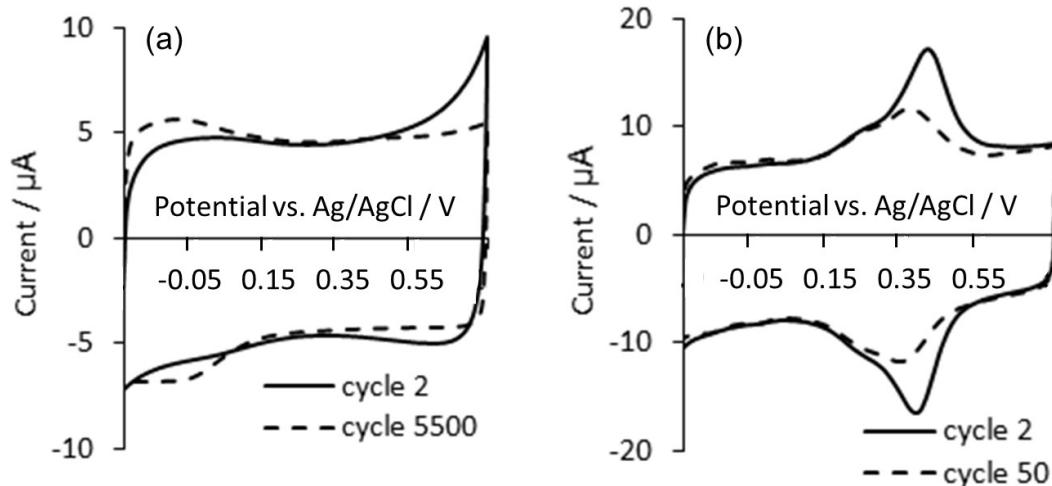 (a)
10
5
0
-5
-10
Current / µA
Potential vs. Ag/AgCl / V
-0.05 0.15 0.35 0.55
cycle 2
cycle 5500
(b)
20
10
0
-10
-20
Current / µA
Potential vs. Ag/AgCl / V
-0.05 0.15 0.35 0.55
cycle 2
cycle 50